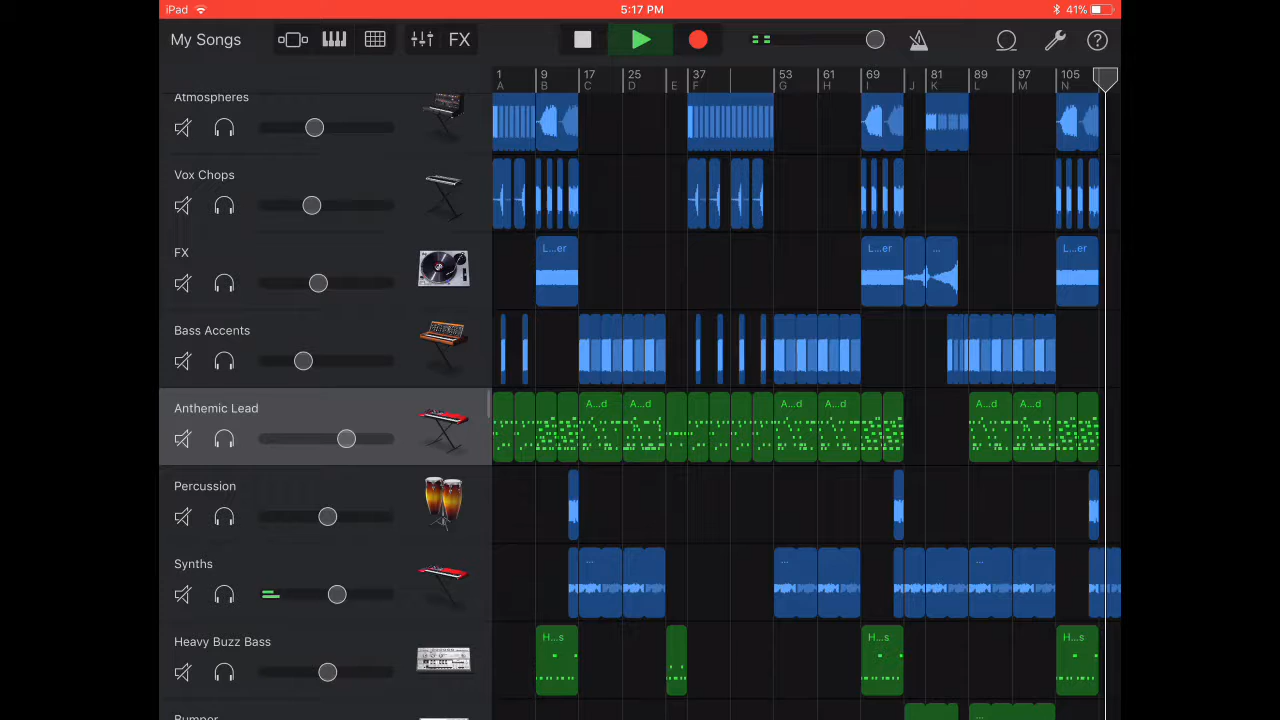 iPad 5:17 PM 41%
My Songs FX
1 9 17 25 37 53 61 69 81 89 97 105
A B C D E F G H I J K L M N
Atmospheres
Vox Chops
FX
L...er L...er ... L...er
Bass Accents
Anthemic Lead
A...d A...d A...d A...d A...d A...d
Percussion
Synths
... ... ...
Heavy Buzz Bass
H...s H...s H...s
Bumper
...